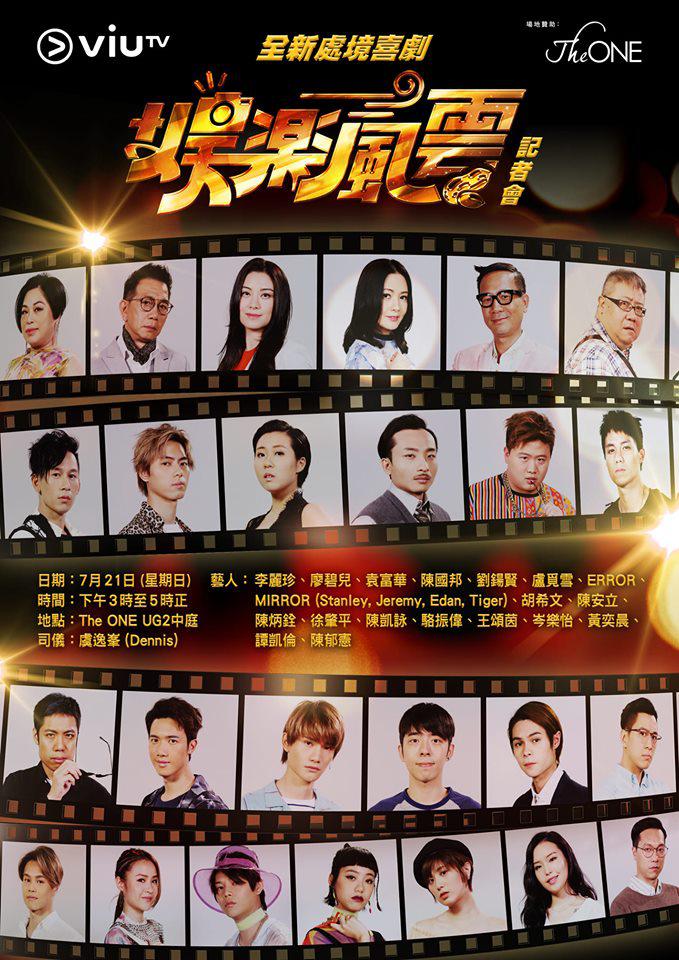 viuTV
全新處境喜劇
場地贊助：
The ONE
娛樂風雲
記者會
日期：7月21日 (星期日)
時間：下午3時至5時正
地點：The ONE UG2中庭
司儀：虞逸峯 (Dennis)
藝人：李麗珍、廖碧兒、袁富華、陳國邦、劉錫賢、盧覓雪、ERROR、
MIRROR (Stanley, Jeremy, Edan, Tiger)、胡希文、陳安立、
陳炳銓、徐肇平、陳凱詠、駱振偉、王頌茵、岑樂怡、黃奕晨、
譚凱倫、陳郁憲